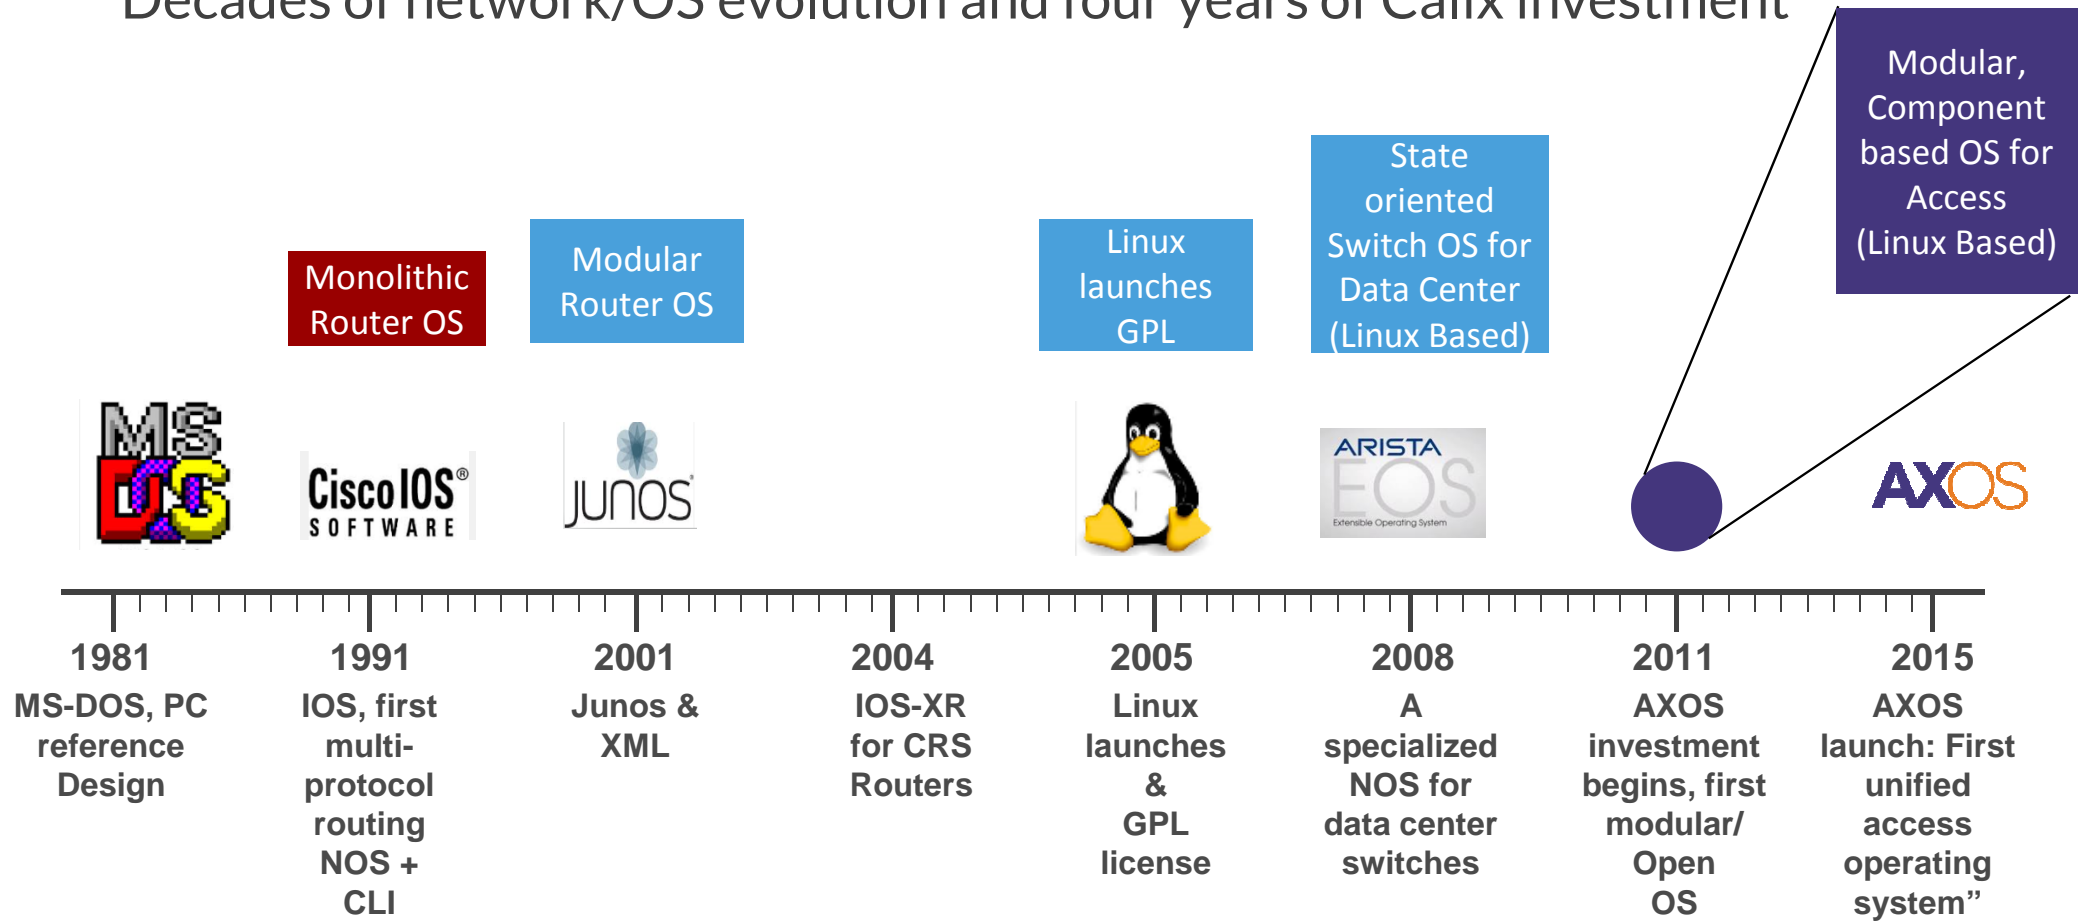 Decades of network/OS evolution and four years of Calix investment
Modular,
Component
based OS for
Access
(Linux Based)
State
oriented
Switch OS for
Data Center
(Linux Based)
Linux
launches
GPL
Modular
Router OS
Monolithic
Router OS
MS
DOS
Cisco IOS®
SOFTWARE
JUNOS
ARISTA
EOS
Extensible Operating System
AXOS
1981
MS-DOS, PC
reference
Design
1991
IOS, first
multi-
protocol
routing
NOS +
CLI
2001
Junos &
XML
2004
IOS-XR
for CRS
Routers
2005
Linux
launches
&
GPL
license
2008
A
specialized
NOS for
data center
switches
2011
AXOS
investment
begins, first
modular/
Open
OS
2015
AXOS
launch: First
unified
access
operating
system”